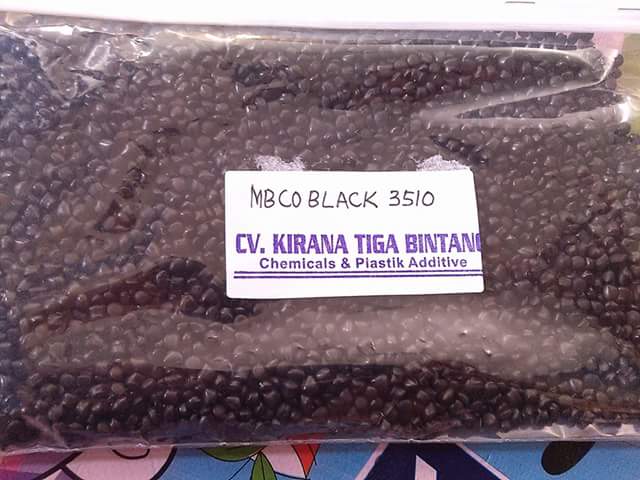 MBCO BLACK 3510
CV. KIRANA TIGA BINTANG
Chemicals & Plastik Additive